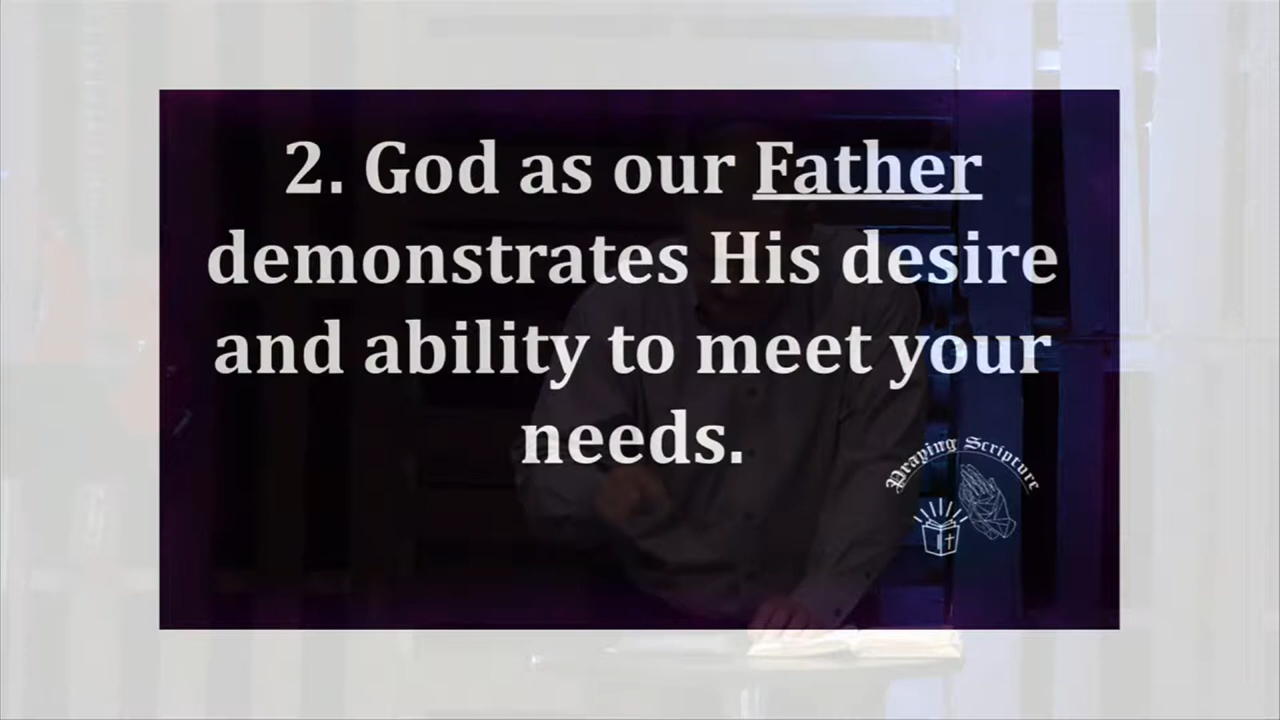 2. God as our Father
demonstrates His desire
and ability to meet your
needs.
Praying Scripture